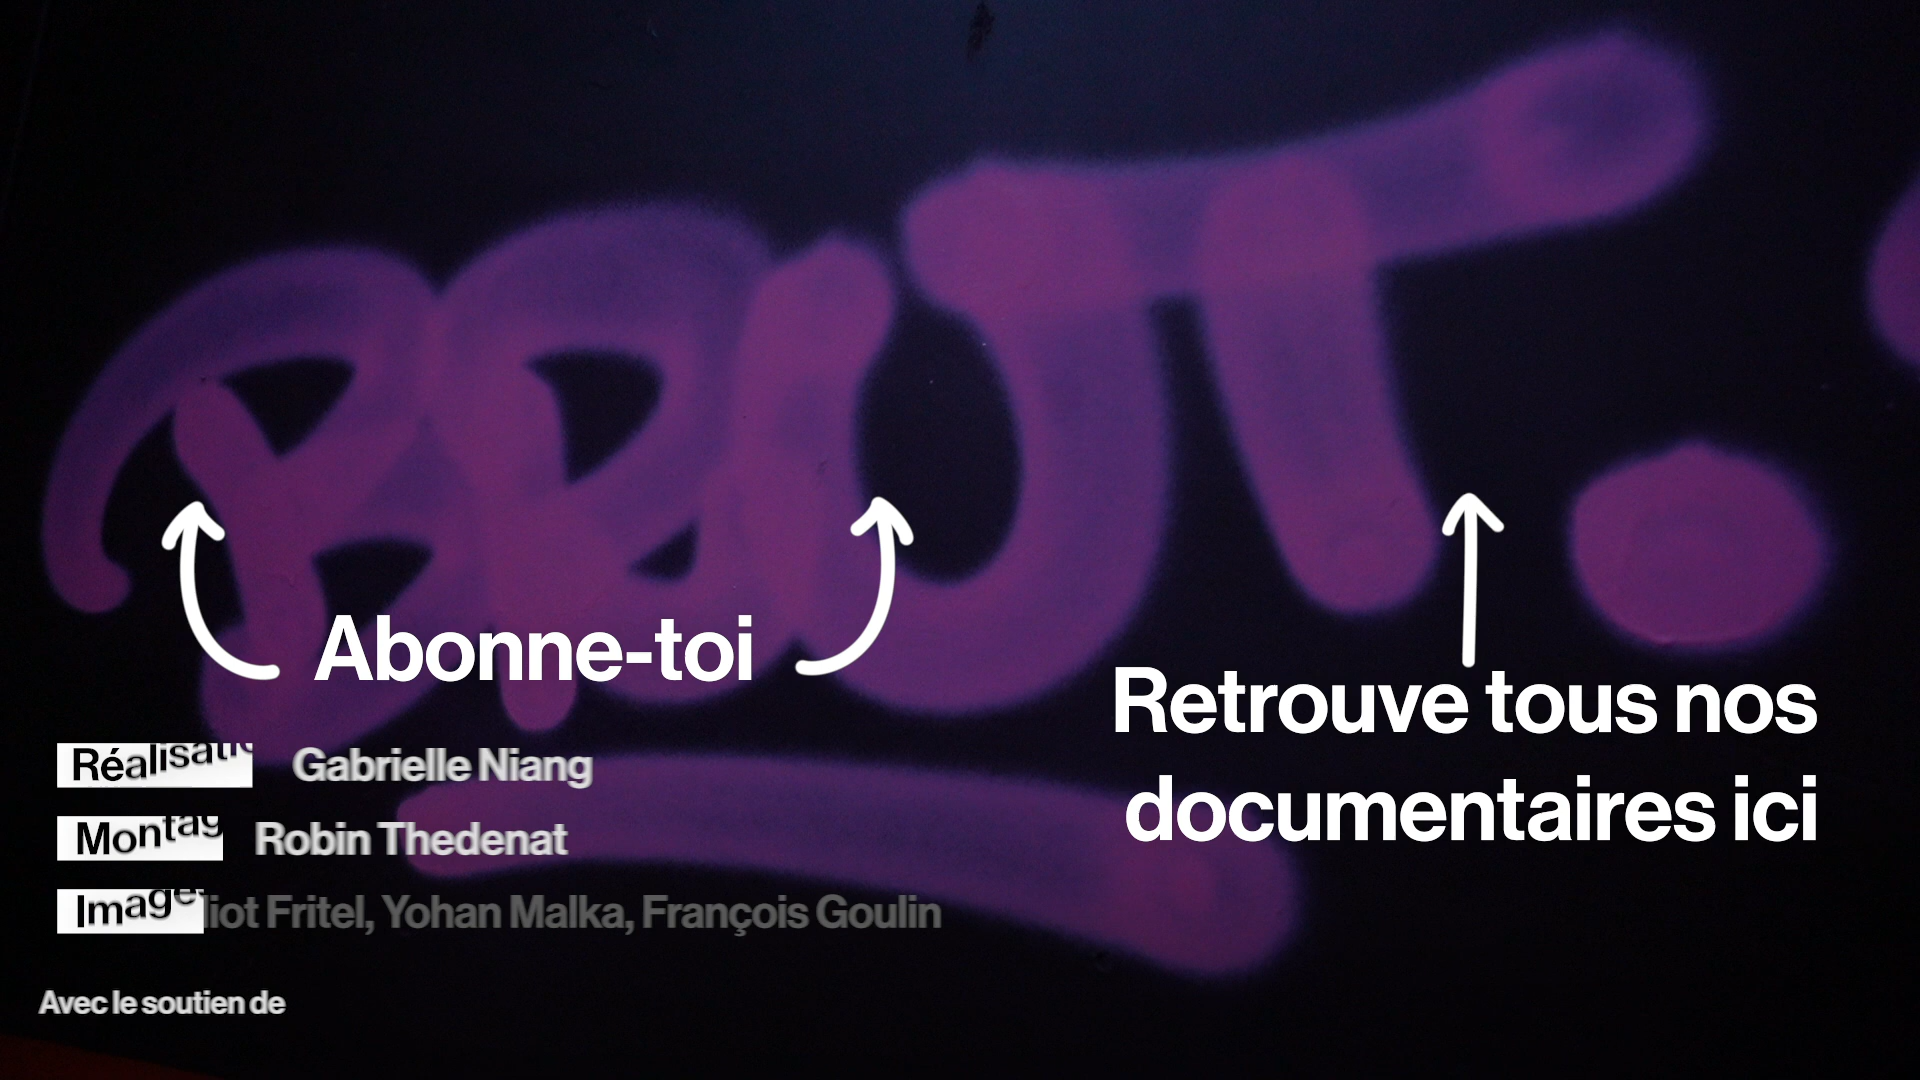 BRUT.
Abonne-toi
Retrouve tous nos
documentaires ici
Gabrielle Niang
Robin Thedenat
Fritel, Yohan Malka, François Goulin
Avec le soutien de